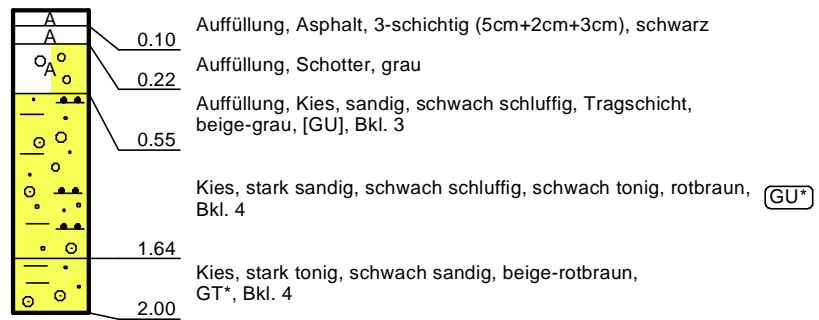 A
Auffüllung, Asphalt, 3-schichtig (5cm+2cm+3cm), schwarz
0.10
A
Auffüllung, Schotter, grau
0.22
A
Auffüllung, Kies, sandig, schwach schluffig, Tragschicht,
beige-grau, [GU], Bkl. 3
0.55
Kies, stark sandig, schwach schluffig, schwach tonig, rotbraun,
Bkl. 4
GU*
1.64
Kies, stark tonig, schwach sandig, beige-rotbraun,
GT*, Bkl. 4
2.00